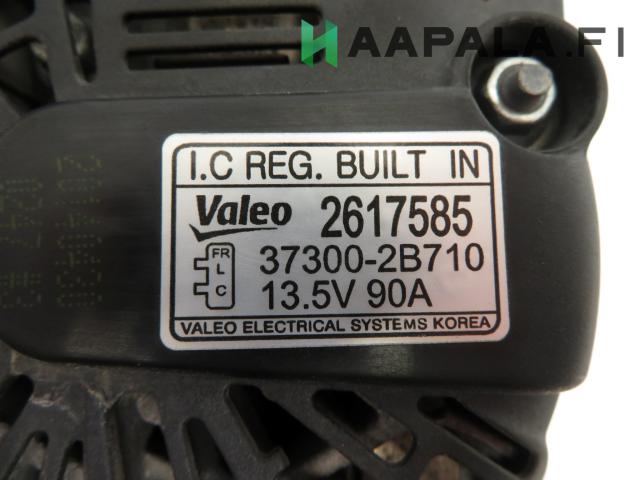 HAAPALA.FI
I.C REG. BUILT IN
Valeo 2617585
FR
L
C
37300-2B710
13.5V 90A
VALEO ELECTRICAL SYSTEMS KOREA